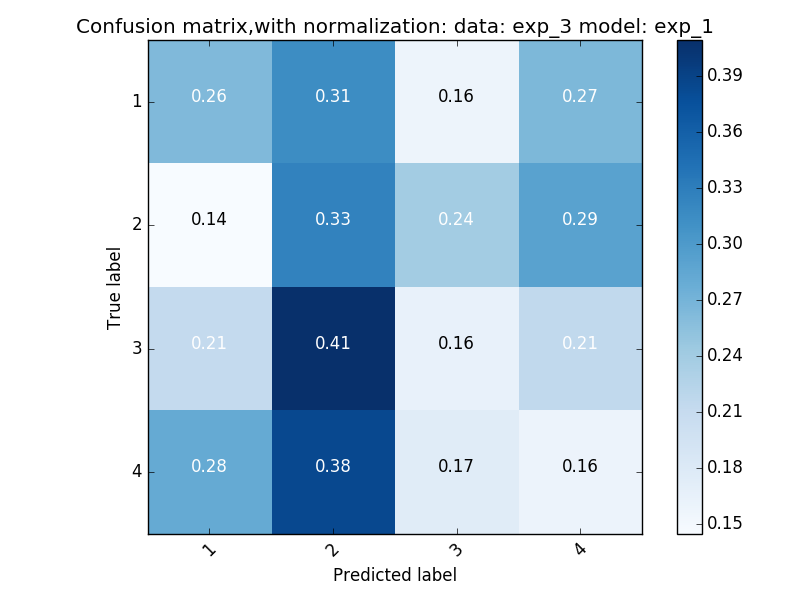 Confusion matrix,with normalization: data: exp_3 model: exp_1
True label
1 0.26 0.31 0.16 0.27
2 0.14 0.33 0.24 0.29
3 0.21 0.41 0.16 0.21
4 0.28 0.38 0.17 0.16
1 2 3 4
Predicted label
0.39
0.36
0.33
0.30
0.27
0.24
0.21
0.18
0.15